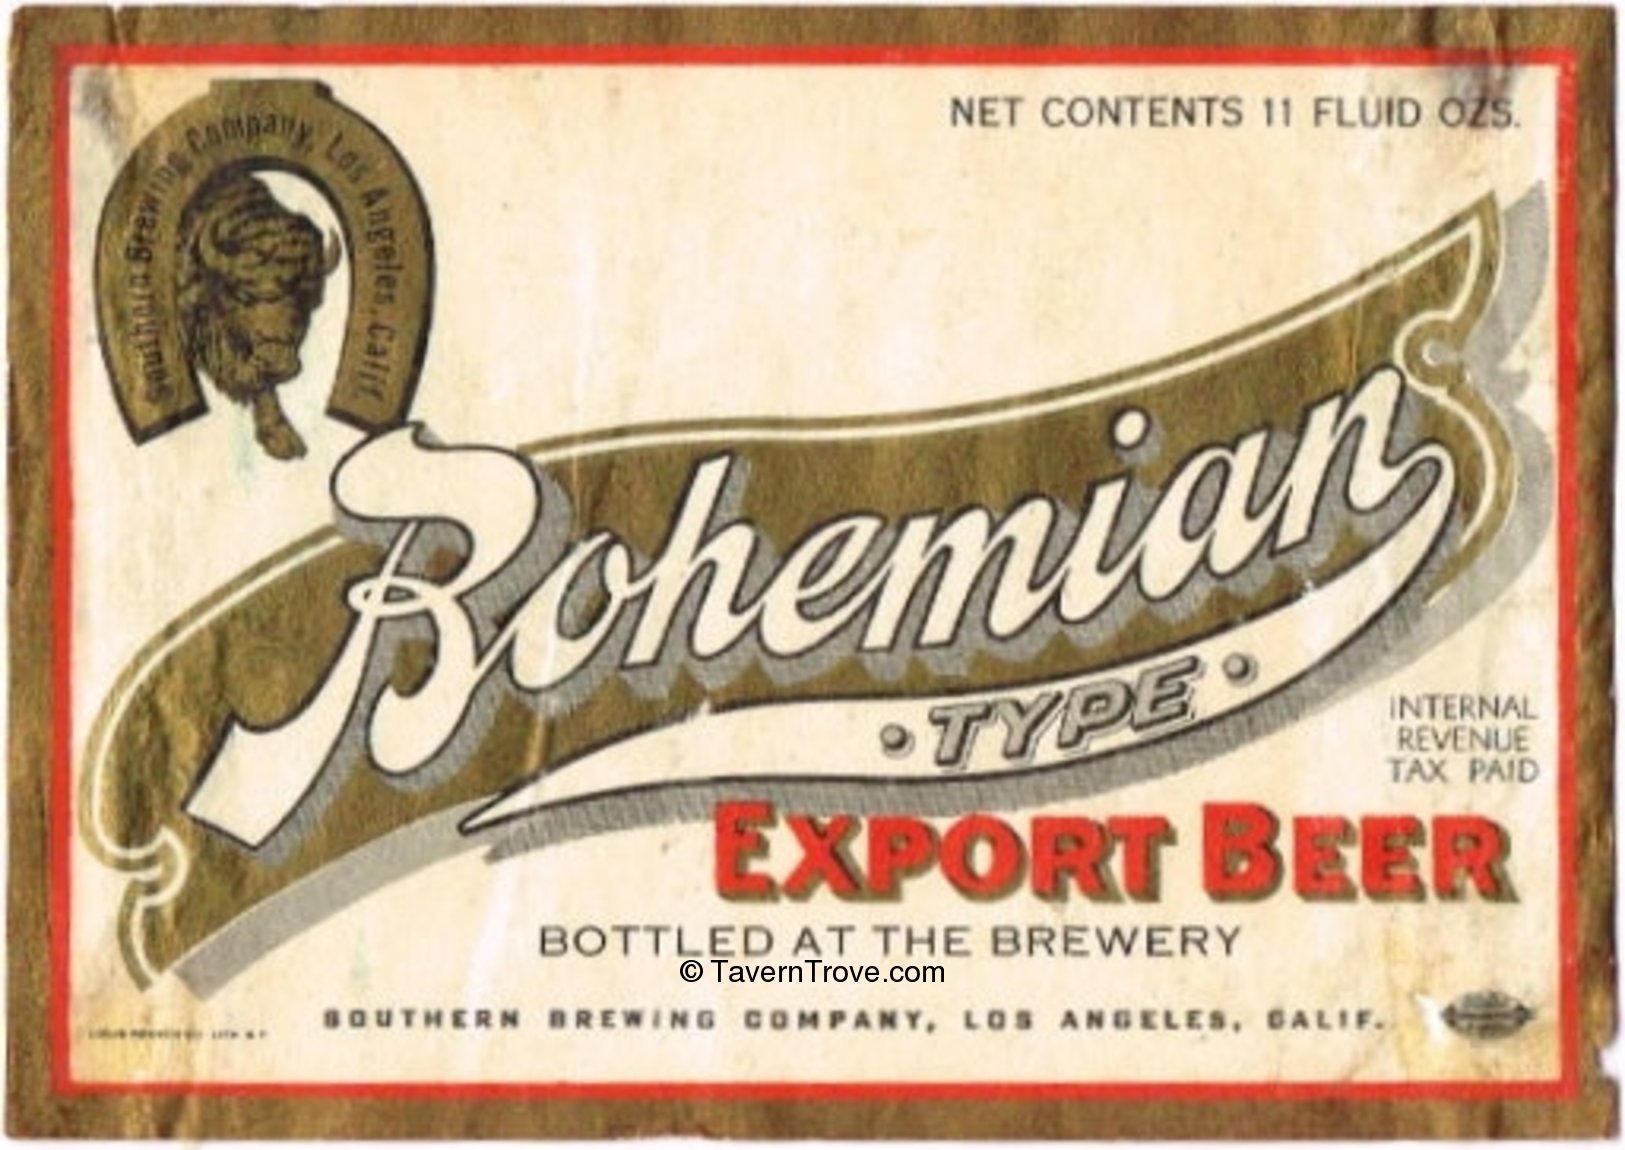 Southern Brewing Company, Los Angeles, Calif.
NET CONTENTS 11 FLUID OZS.
Bohemian
TYPE
INTERNAL
REVENUE
TAX PAID
EXPORT BEER
BOTTLED AT THE BREWERY
© TavernTrove.com
SOUTHERN BREWING COMPANY, LOS ANGELES, CALIF.